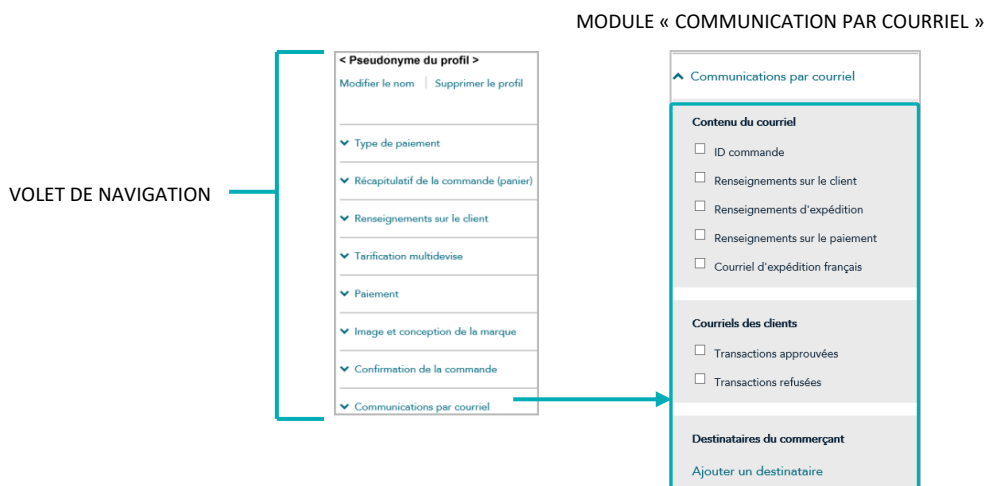 MODULE « COMMUNICATION PAR COURRIEL »
VOLET DE NAVIGATION
< Pseudonyme du profil >
Modifier le nom | Supprimer le profil
Type de paiement
Récapitulatif de la commande (panier)
Renseignements sur le client
Tarification multidevise
Paiement
Image et conception de la marque
Confirmation de la commande
Communications par courriel
Communications par courriel
Contenu du courriel
ID commande
Renseignements sur le client
Renseignements d'expédition
Renseignements sur le paiement
Courriel d'expédition français
Courriels des clients
Transactions approuvées
Transactions refusées
Destinataires du commerçant
Ajouter un destinataire